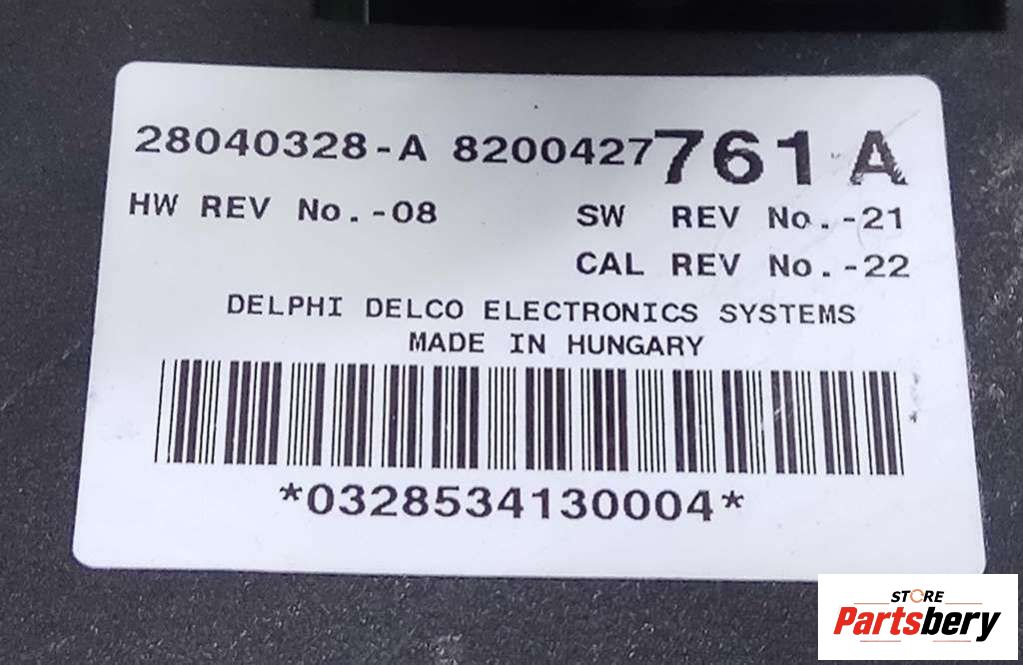 28040328-A 8200427761A
HW REV No.-08 SW REV No.-21
CAL REV No.-22
DELPHI DELCO ELECTRONICS SYSTEMS
MADE IN HUNGARY
*0328534130004*
STORE
Partsbery